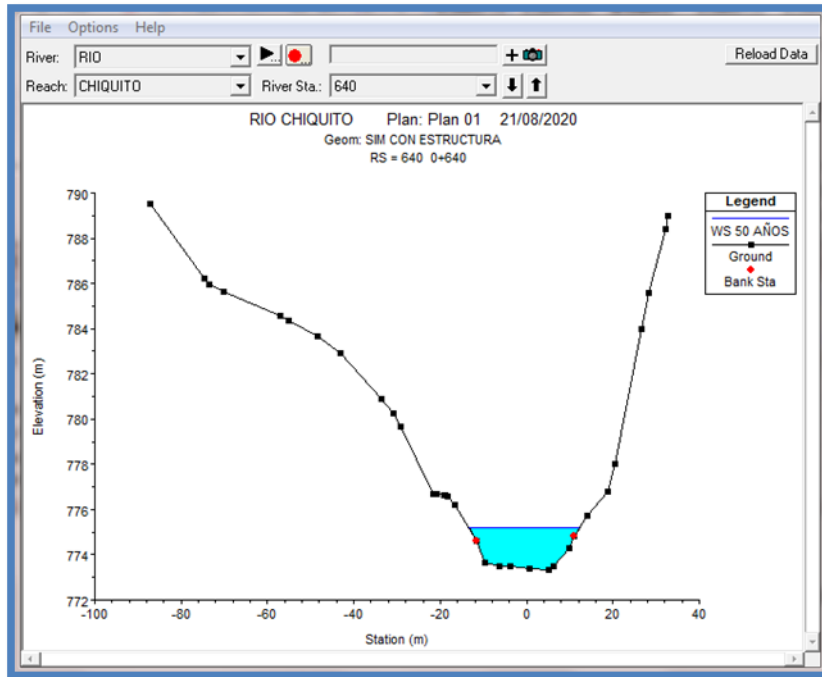 File Options Help
River: RIO Reload Data
Reach: CHIQUITO River Sta.: 640
RIO CHIQUITO Plan: Plan 01 21/08/2020
Geom: SIM CON ESTRUCTURA
RS = 640 0+640
Legend
WS 50 AÑOS
Ground
Bank Sta
790
788
786
784
782
780
778
776
774
772
Elevation (m)
-100 -80 -60 -40 -20 0 20 40
Station (m)